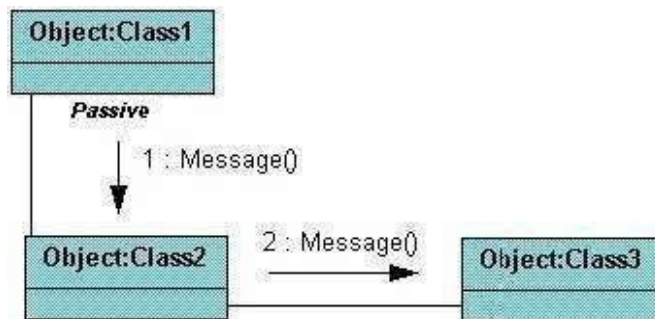 Object:Class1
Passive
1 : Message()
2 : Message()
Object:Class2
Object:Class3